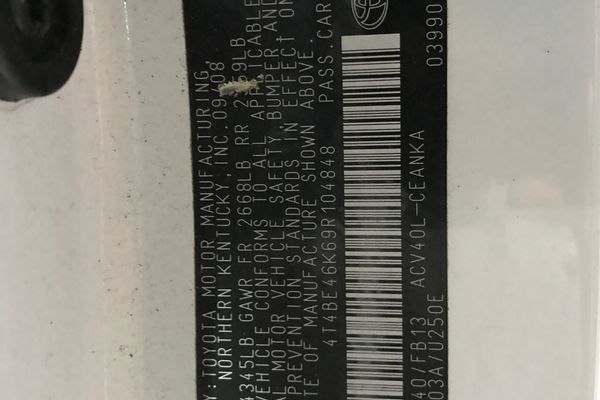 Y:TOYOTA MOTOR MANUFACTURING,
NORTHERN KENTUCKY,INC. 09/08
4345LB GAWR FR 2668LB RR LB
VEHICLE CONFORMS TO ALL APPLICABLE
AL MOTOR VEHICLE SAFETY BUMPER AND
PREVENTION STANDARDS IN EFFECT ON
TE OF MANUFACTURE SHOWN ABOVE.
4T4BE46K69R104848 PASS.CAR
40/FB13 ACV40L-CEANKA 03990
03A/U250E